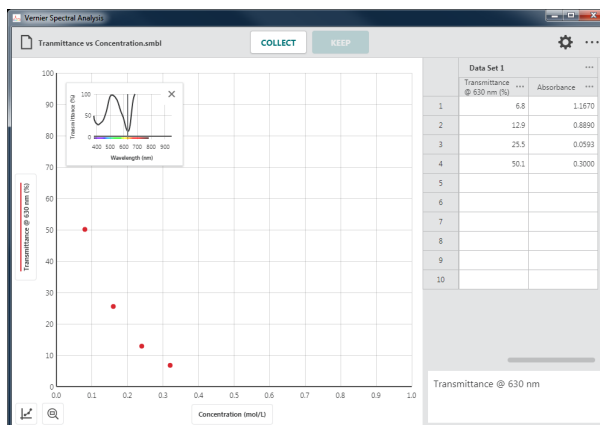 Vernier Spectral Analysis
Tranmittance vs Concentration.smbl
COLLECT
KEEP
Transmittance @ 630 nm (%)
100
90
80
70
60
50
40
30
20
10
0
0.0 0.1 0.2 0.3 0.4 0.5 0.6 0.7 0.8 0.9 1.0
Concentration (mol/L)
Transmittance (%)
100
50
0
400 500 600 700 800 900
Wavelength (nm)
Data Set 1
Transmittance @ 630 nm (%) Absorbance
1 6.8 1.1670
2 12.9 0.8890
3 25.5 0.0593
4 50.1 0.3000
5
6
7
8
9
10
Transmittance @ 630 nm